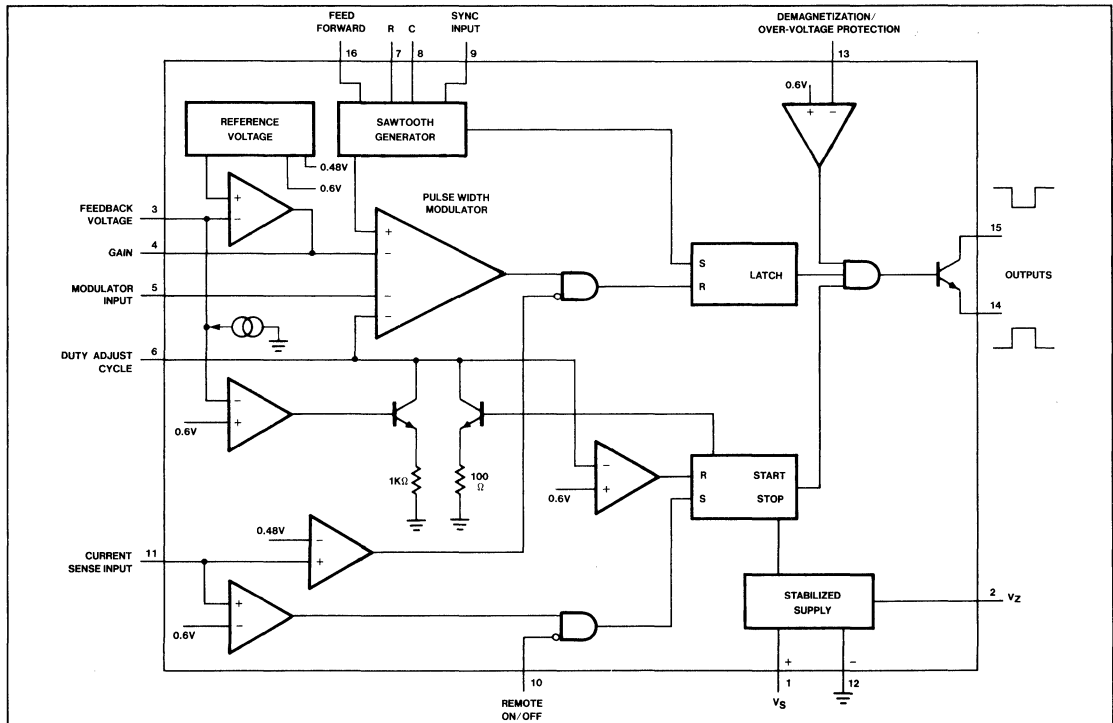 FEED
FORWARD
R
C
SYNC
INPUT
16
7
8
9
DEMAGNETIZATION/
OVER-VOLTAGE PROTECTION
13
REFERENCE
VOLTAGE
SAWTOOTH
GENERATOR
0.6V
+
−
0.48V
0.6V
PULSE WIDTH
MODULATOR
FEEDBACK
VOLTAGE
3
+
−
GAIN
4
+
−
MODULATOR
INPUT
5
−
−
S
R
LATCH
15
OUTPUTS
14
DUTY ADJUST
CYCLE
6
−
+
0.6V
1KΩ
100
Ω
−
+
0.6V
R
S
START
STOP
CURRENT
SENSE INPUT
11
0.48V
−
+
+
−
0.6V
STABILIZED
SUPPLY
2
VZ
+
−
10
1
12
REMOTE
ON/OFF
VS